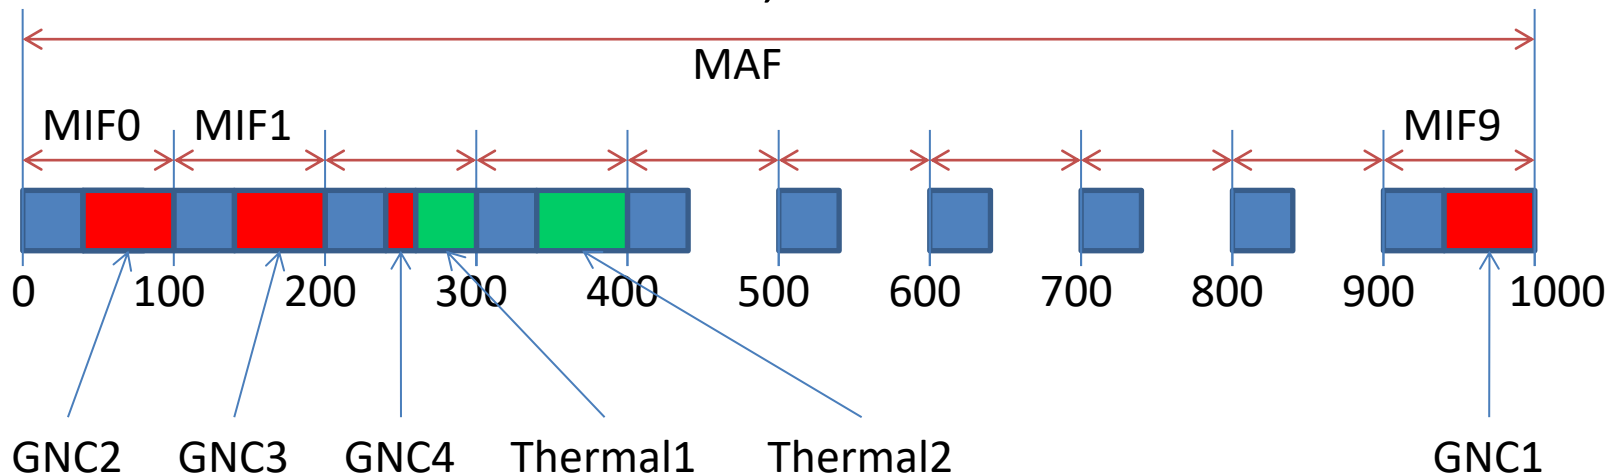 MAF
MIF0 MIF1 MIF9
0 100 200 300 400 500 600 700 800 900 1000
GNC2 GNC3 GNC4 Thermal1 Thermal2 GNC1